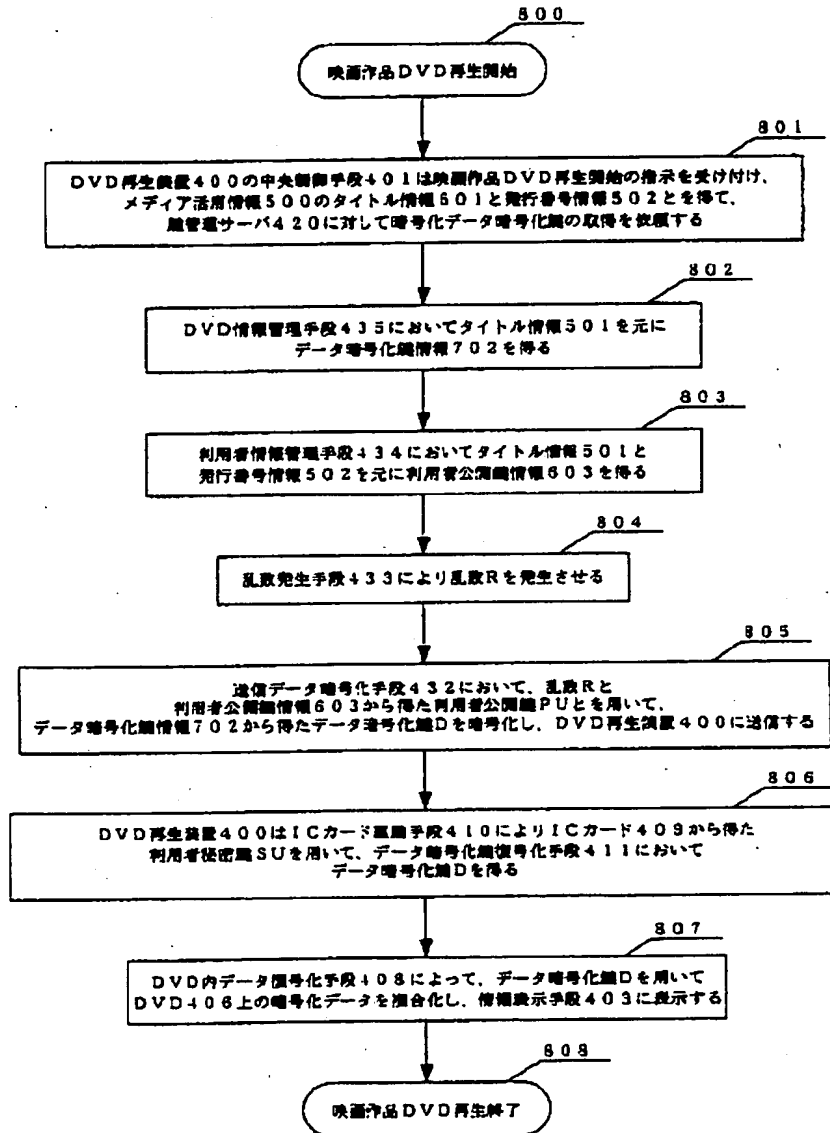 800
映画作品DVD再生開始
801
DVD再生装置400の中央制御手段401は映画作品DVD再生開始の指示を受け付け、
メディア活用情報500のタイトル情報501と発行番号情報502とを得て、
鍵管理サーバ420に対して暗号化データ暗号化鍵の取得を依頼する
802
DVD情報管理手段435においてタイトル情報501を元に
データ暗号化鍵情報702を得る
803
利用者情報管理手段434においてタイトル情報501と
発行番号情報502を元に利用者公開鍵情報603を得る
804
乱数発生手段433により乱数Rを発生させる
805
送信データ暗号化手段432において、乱数Rと
利用者公開鍵情報603から得た利用者公開鍵PUとを用いて、
データ暗号化鍵情報702から得たデータ暗号化鍵Dを暗号化し、DVD再生装置400に送信する
806
DVD再生装置400はICカード駆動手段410によりICカード409から得た
利用者秘密鍵SUを用いて、データ暗号化鍵復号化手段411において
データ暗号化鍵Dを得る
807
DVD内データ復号化手段408によって、データ暗号化鍵Dを用いて
DVD406上の暗号化データを複合化し、情報表示手段403に表示する
808
映画作品DVD再生終了